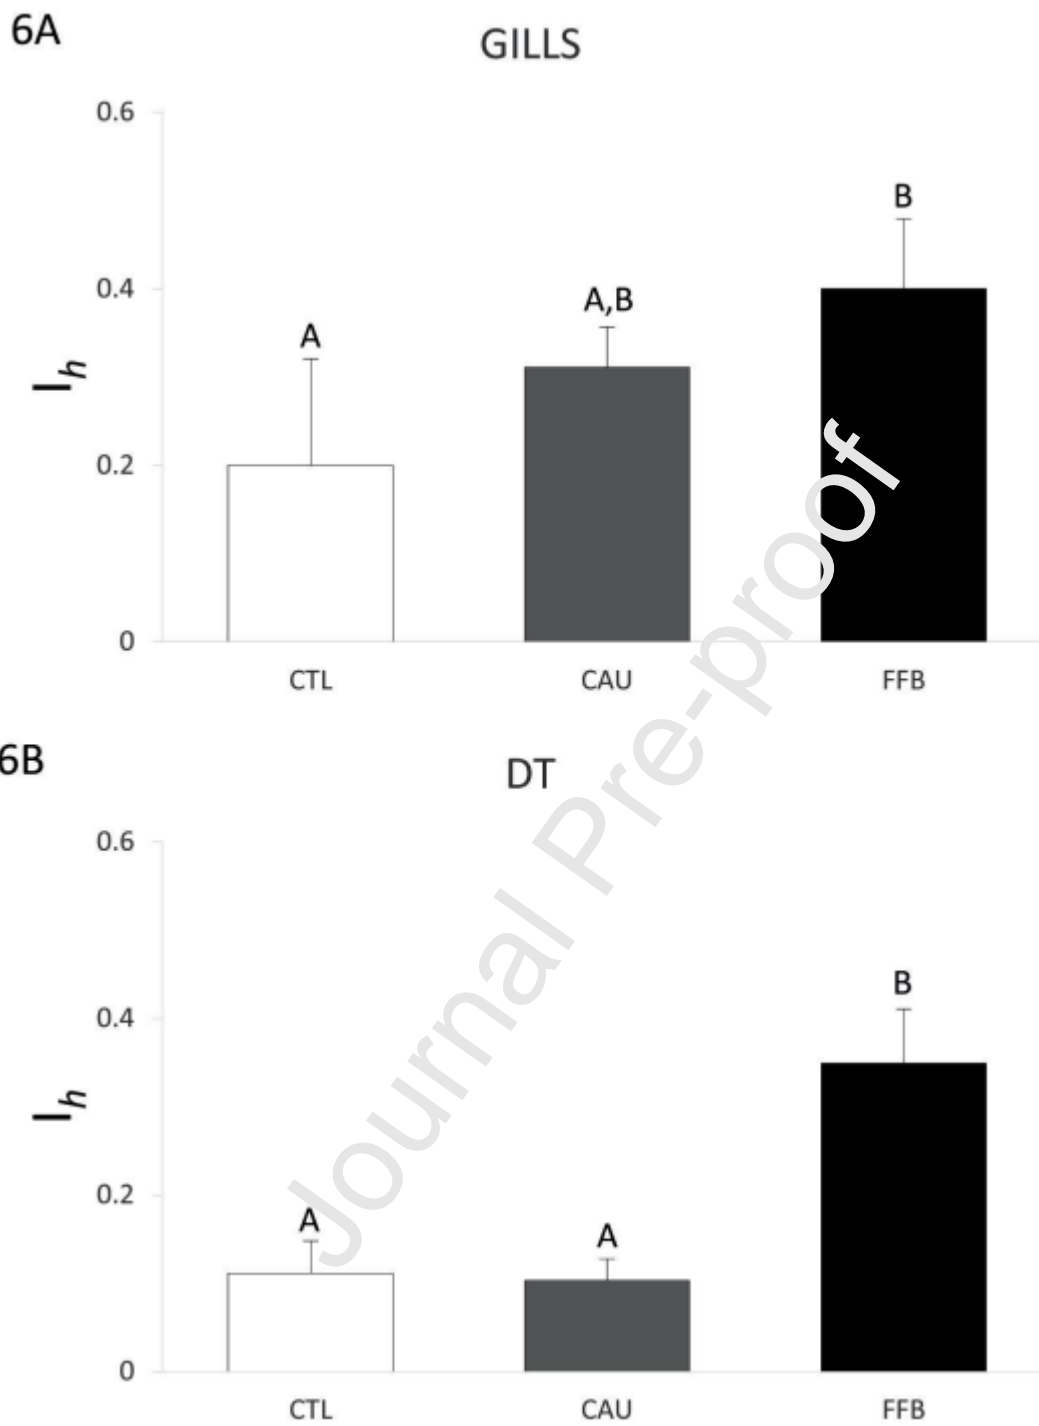 6A
GILLS
0.6
B
0.4
A,B
A
Ih
0.2
0
CTL CAU FFB
6B
DT
0.6
B
0.4
Ih
0.2
A
A
0
CTL CAU FFB
Journal Pre-proof